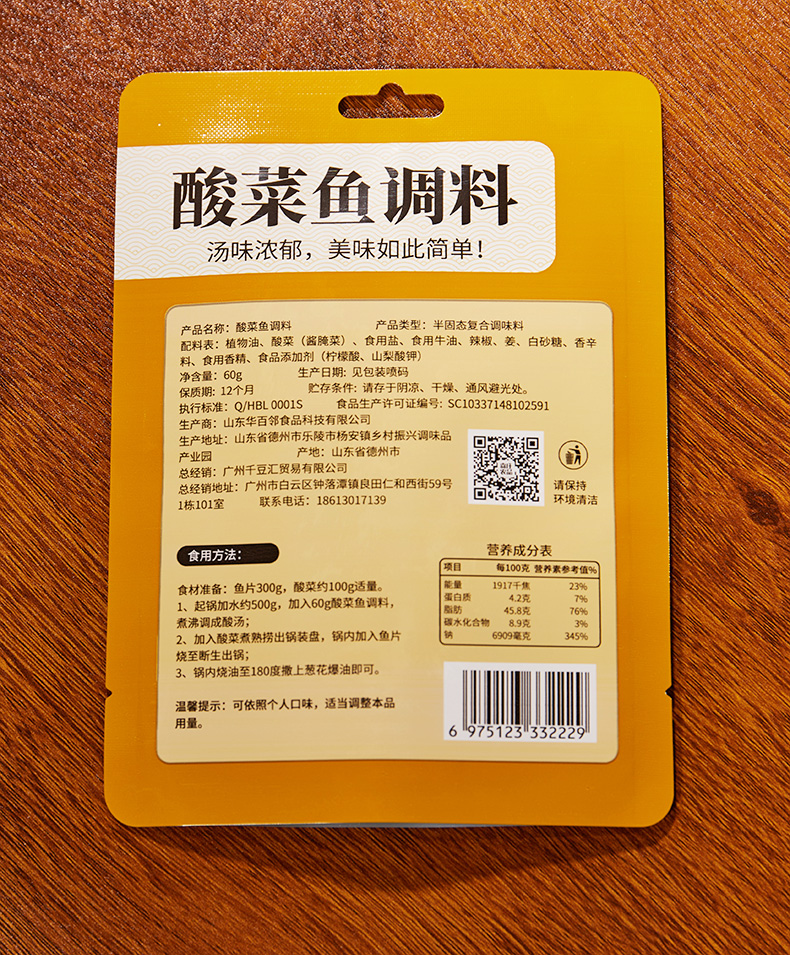 酸菜鱼调料
汤味浓郁，美味如此简单！
产品名称：酸菜鱼调料 产品类型：半固态复合调味料
配料表：植物油、酸菜（酱腌菜）、食用盐、食用牛油、辣椒、姜、白砂糖、香辛
料、食用香精、食品添加剂（柠檬酸、山梨酸钾）
净含量：60g 生产日期：见包装喷码
保质期：12个月 贮存条件：请存于阴凉、干燥、通风避光处。
执行标准：Q/HBL 0001S 食品生产许可证编号：SC10337148102591
生产商：山东华百邻食品科技有限公司
生产地址：山东省德州市乐陵市杨安镇乡村振兴调味品
产业园 产地：山东省德州市
总经销：广州千豆汇贸易有限公司
总经销地址：广州市白云区钟落潭镇良田仁和西街59号
1栋101室 联系电话：18613017139
请保持
环境清洁
食用方法：
食材准备：鱼片300g，酸菜约100g适量。
1、起锅加水约500g，加入60g酸菜鱼调料，
煮沸调成酸汤；
2、加入酸菜煮熟捞出锅装盘，锅内加入鱼片
烧至断生出锅；
3、锅内烧油至180度撒上葱花爆油即可。
温馨提示：可依照个人口味，适当调整本品
用量。
营养成分表
项目 每100克 营养素参考值%
能量 1917千焦 23%
蛋白质 4.2克 7%
脂肪 45.8克 76%
碳水化合物 8.9克 3%
钠 6909毫克 345%
6 975123 332229